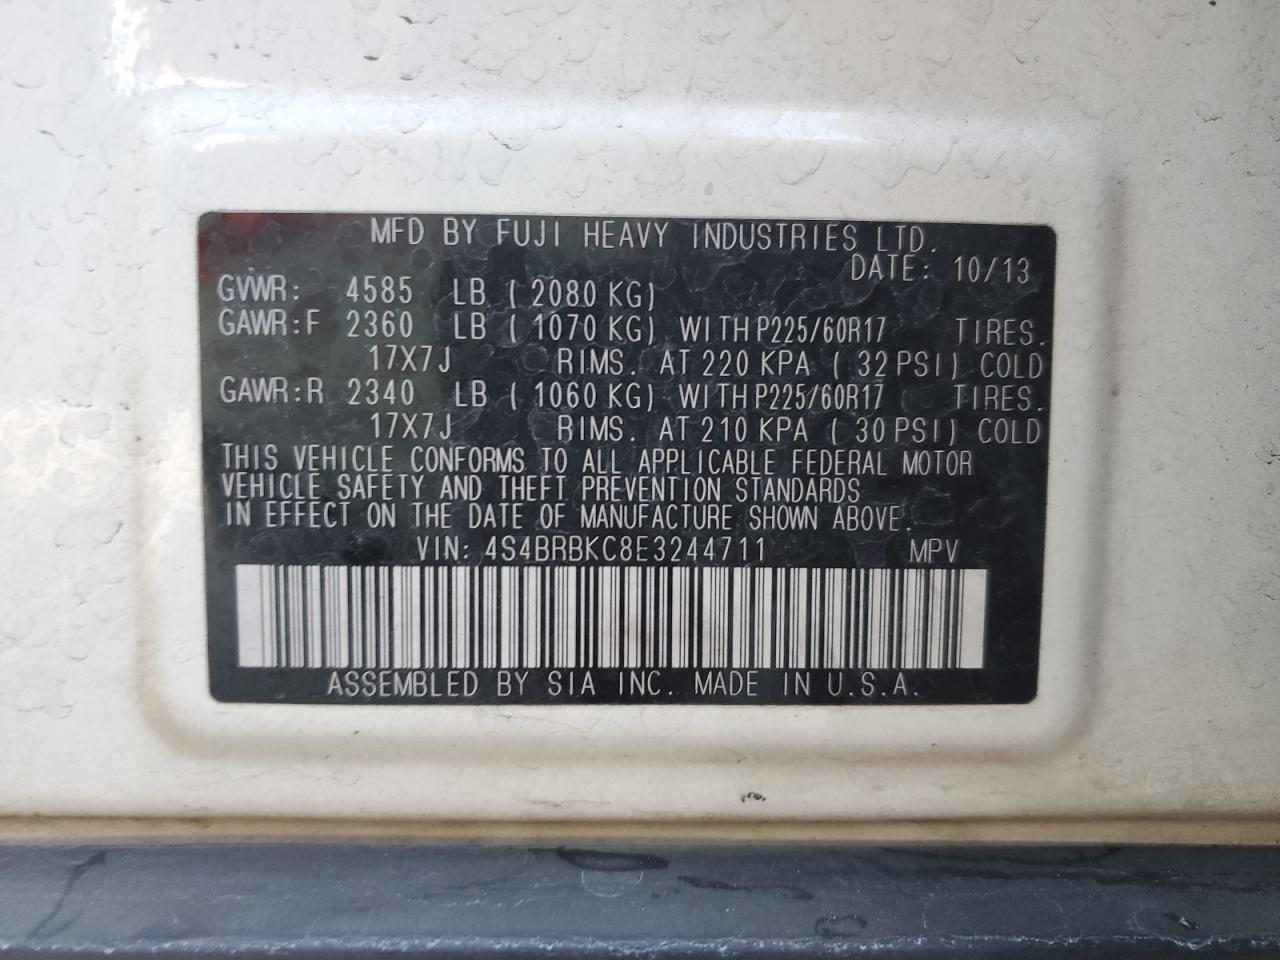 MFD BY FUJI HEAVY INDUSTRIES LTD.
DATE: 10/13
GVWR: 4585 LB (2080 KG)
GAWR:F 2360 LB (1070 KG) WITH P225/60R17 TIRES.
17X7J RIMS. AT 220 KPA (32 PSI) COLD
GAWR:R 2340 LB (1060 KG) WITH P225/60R17 TIRES.
17X7J RIMS. AT 210 KPA (30 PSI) COLD
THIS VEHICLE CONFORMS TO ALL APPLICABLE FEDERAL MOTOR
VEHICLE SAFETY AND THEFT PREVENTION STANDARDS
IN EFFECT ON THE DATE OF MANUFACTURE SHOWN ABOVE.
VIN: 4S4BRBKC8E3244711 MPV
ASSEMBLED BY SIA INC. MADE IN U.S.A.